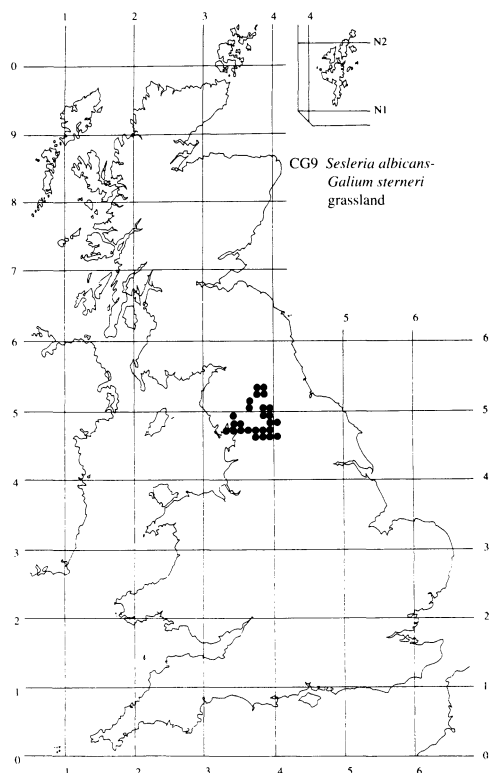 1 2 3 4 4
N2
0
N1
9
CG9 Sesleria albicans-
Galium sterneri
grassland
8
7
5 6
6 6
5 5
4 4
3 3
2 2
1 1
0 0
1 2 3 4 5 6